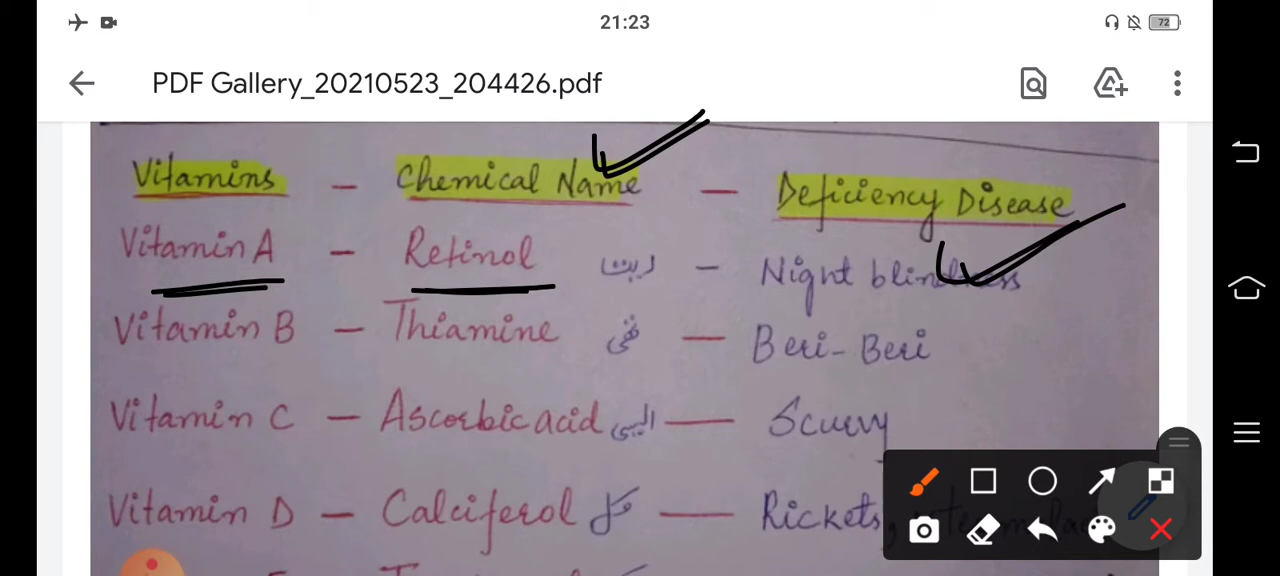 21:23
72
PDF Gallery_20210523_204426.pdf
Vitamins - Chemical Name - Deficiency Disease
Vitamin A - Retinol - Night blindness
Vitamin B - Thiamine - Beri-Beri
Vitamin C - Ascorbic acid - Scurvy
Vitamin D - Calciferol - Rickets,